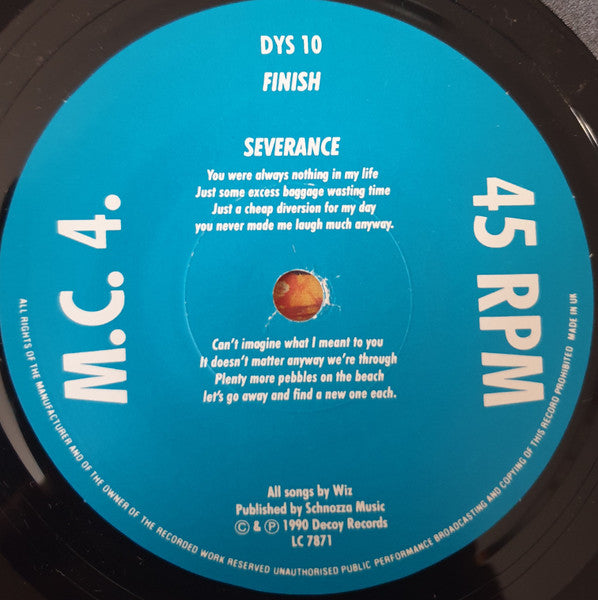 DYS 10
FINISH
SEVERANCE
You were always nothing in my life
Just some excess baggage wasting time
Just a cheap diversion for my day
you never made me laugh much anyway.
M.C. 4.
45 RPM
Can't imagine what I meant to you
It doesn't matter anyway we're through
Plenty more pebbles on the beach
let's go away and find a new one each.
All songs by Wiz
Published by Schnozza Music
© & ℗ 1990 Decoy Records
LC 7871
ALL RIGHTS OF THE MANUFACTURER AND OF THE OWNER OF THE RECORDED WORK RESERVED UNAUTHORISED PUBLIC PERFORMANCE BROADCASTING AND COPYING OF THIS RECORD PROHIBITED MADE IN UK